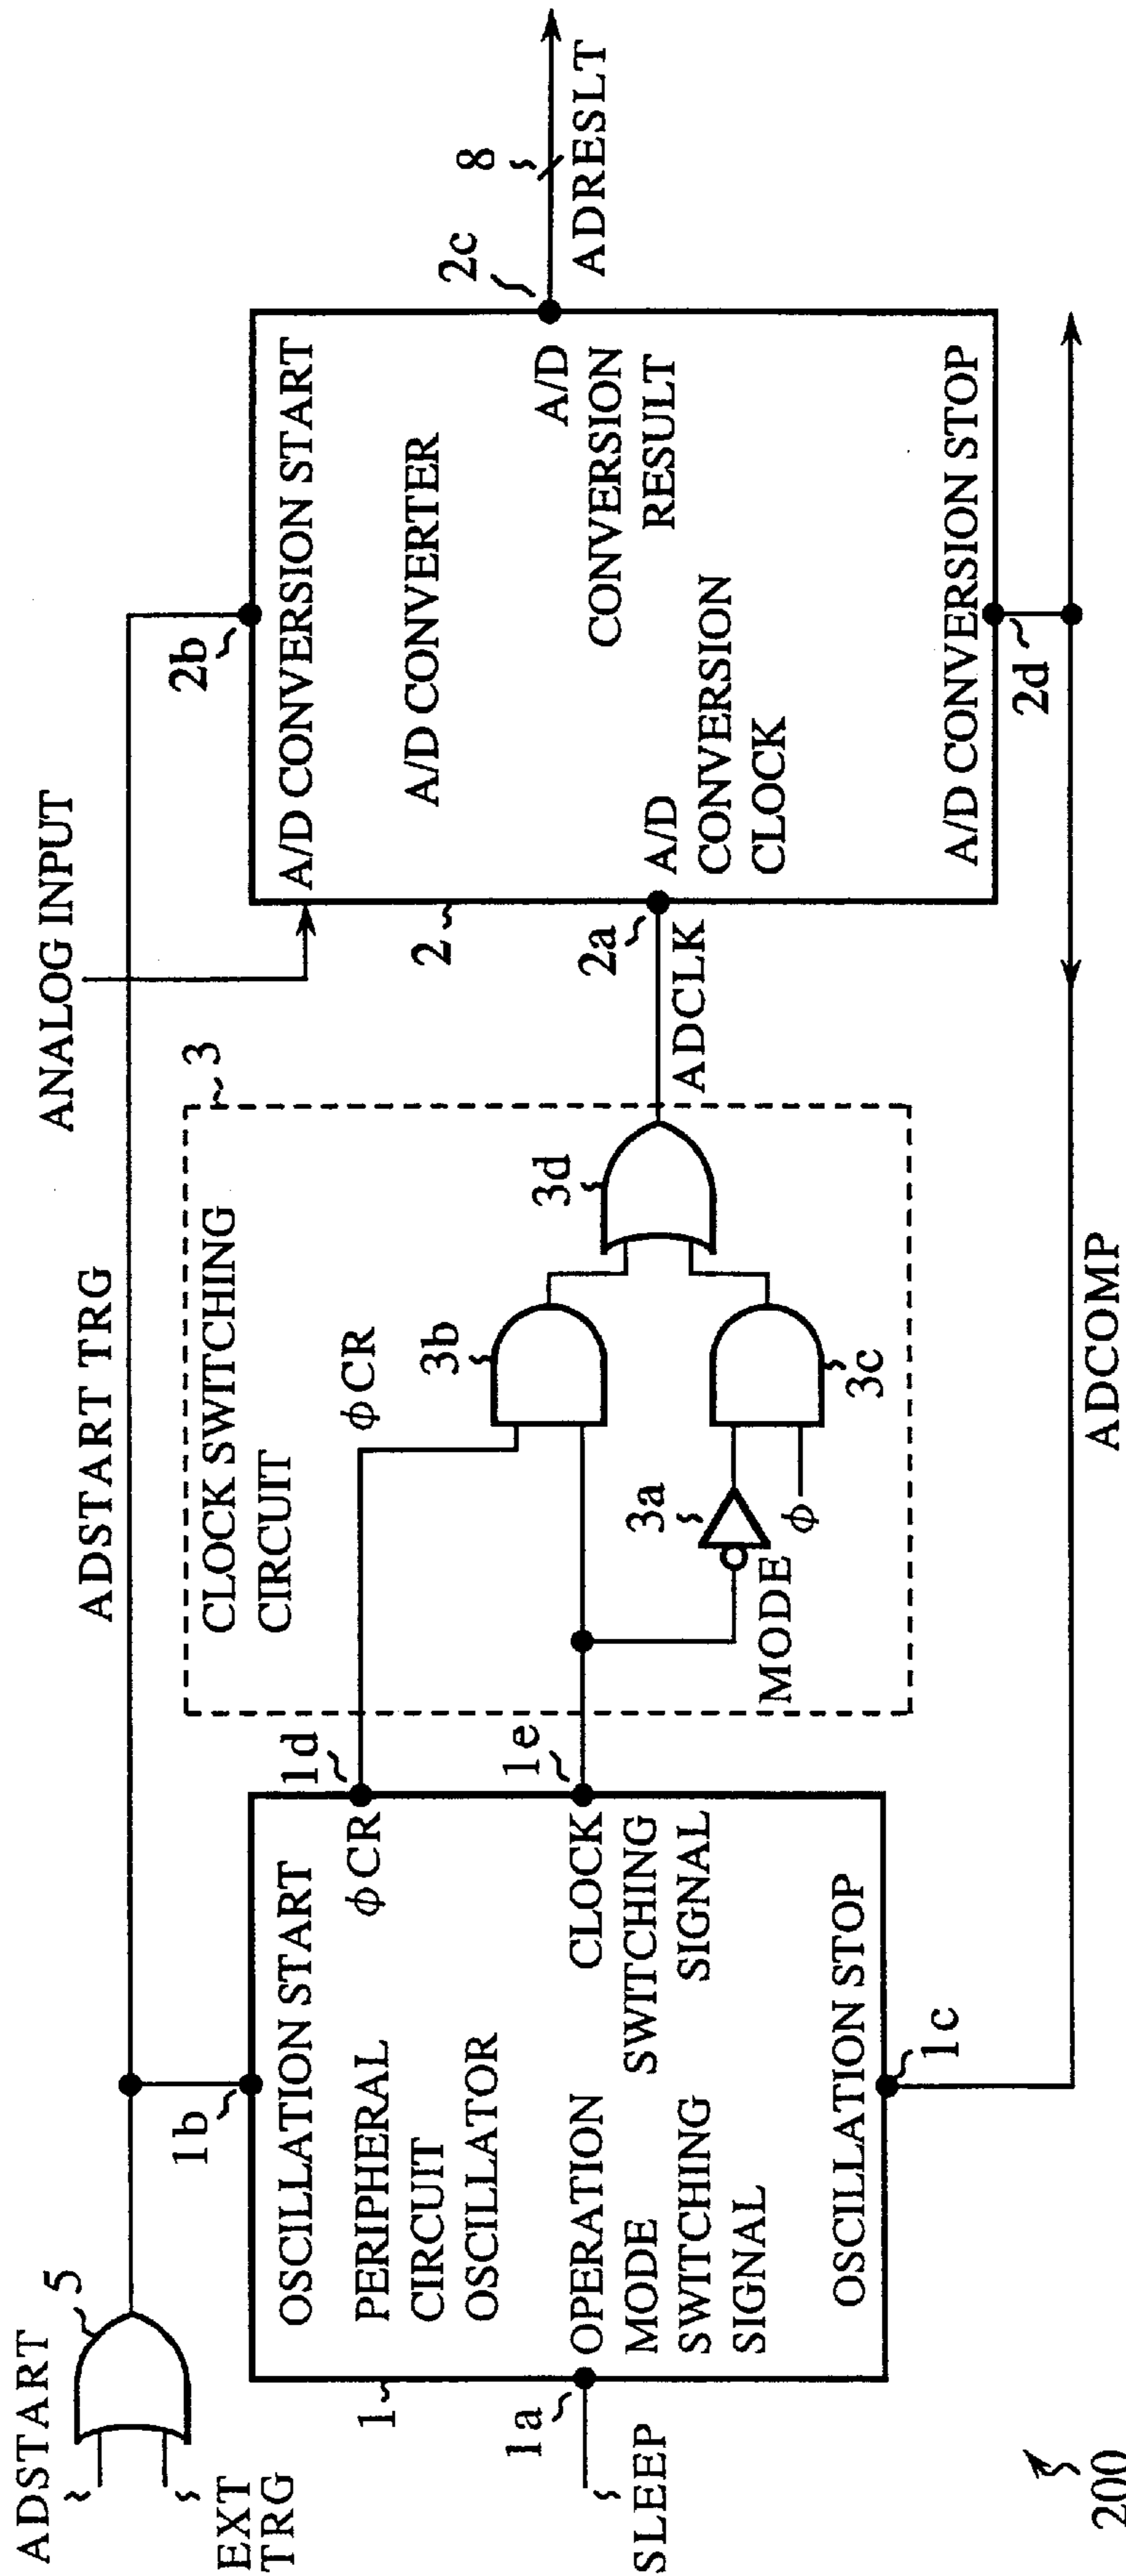 ADSTART
EXT
TRG
5
ADSTART TRG
ANALOG INPUT
SLEEP
1a
1
1b
OSCILLATION START
PERIPHERAL
CIRCUIT
OSCILLATOR
OPERATION
MODE
SWITCHING
SIGNAL
ϕCR
CLOCK
SWITCHING
SIGNAL
OSCILLATION STOP
1c
1d
1e
CLOCK SWITCHING
CIRCUIT
3
ϕCR
MODE
3a
ϕ
3b
3c
3d
ADCLK
2a
2
2b
A/D CONVERSION START
A/D CONVERTER
A/D
CONVERSION
CLOCK
A/D
CONVERSION
RESULT
A/D CONVERSION STOP
2c
8
ADRESLT
2d
ADCOMP
200